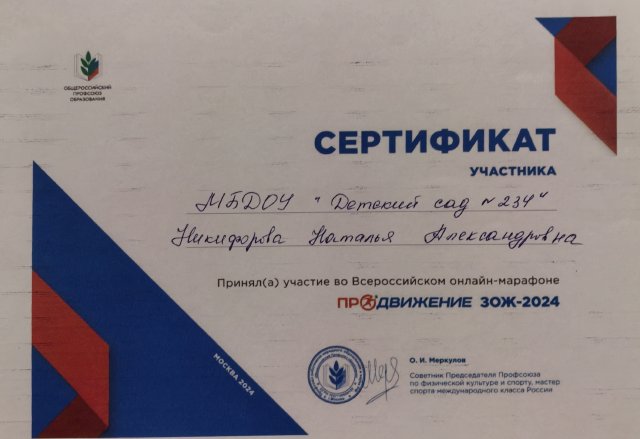 ОБЩЕРОССИЙСКИЙ
ПРОФСОЮЗ
ОБРАЗОВАНИЯ
СЕРТИФИКАТ
УЧАСТНИКА
МБДОУ "Детский сад №234"
Никифорова Наталья Александровна
Принял(а) участие во Всероссийском онлайн-марафоне
ПРОДВИЖЕНИЕ ЗОЖ-2024
МОСКВА 2024
О. И. Меркулов
Советник Председателя Профсоюза
по физической культуре и спорту, мастер
спорта международного класса России